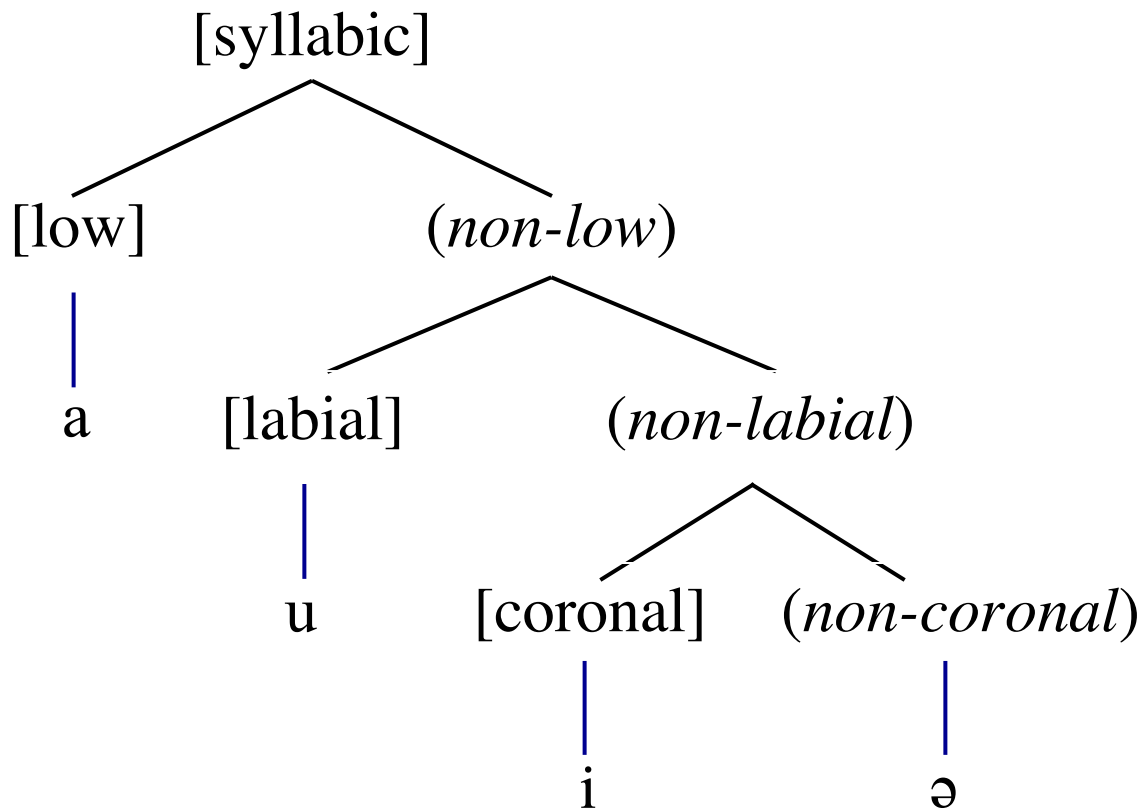 [syllabic]
[low] (non-low)
a [labial] (non-labial)
u [coronal] (non-coronal)
i ə